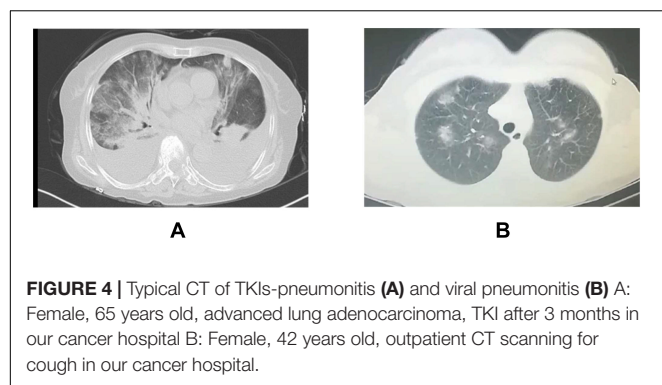 A
B
FIGURE 4 | Typical CT of TKIs-pneumonitis (A) and viral pneumonitis (B) A:
Female, 65 years old, advanced lung adenocarcinoma, TKI after 3 months in
our cancer hospital B: Female, 42 years old, outpatient CT scanning for
cough in our cancer hospital.